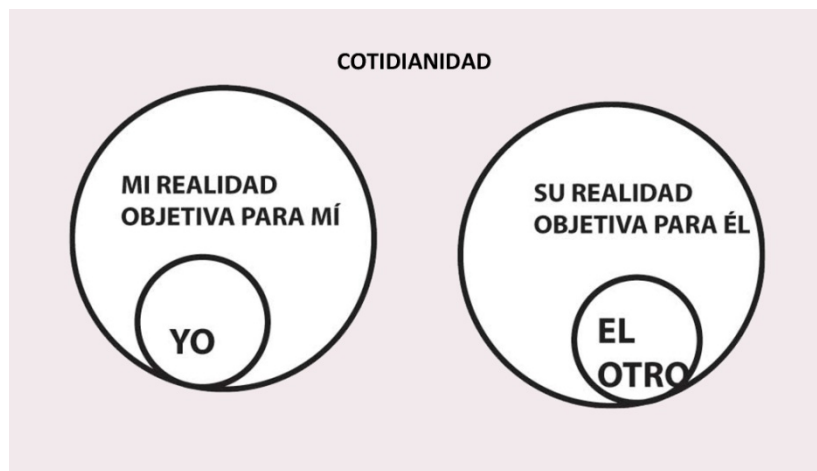 COTIDIANIDAD
MI REALIDAD
OBJETIVA PARA MÍ
YO
SU REALIDAD
OBJETIVA PARA ÉL
EL
OTRO